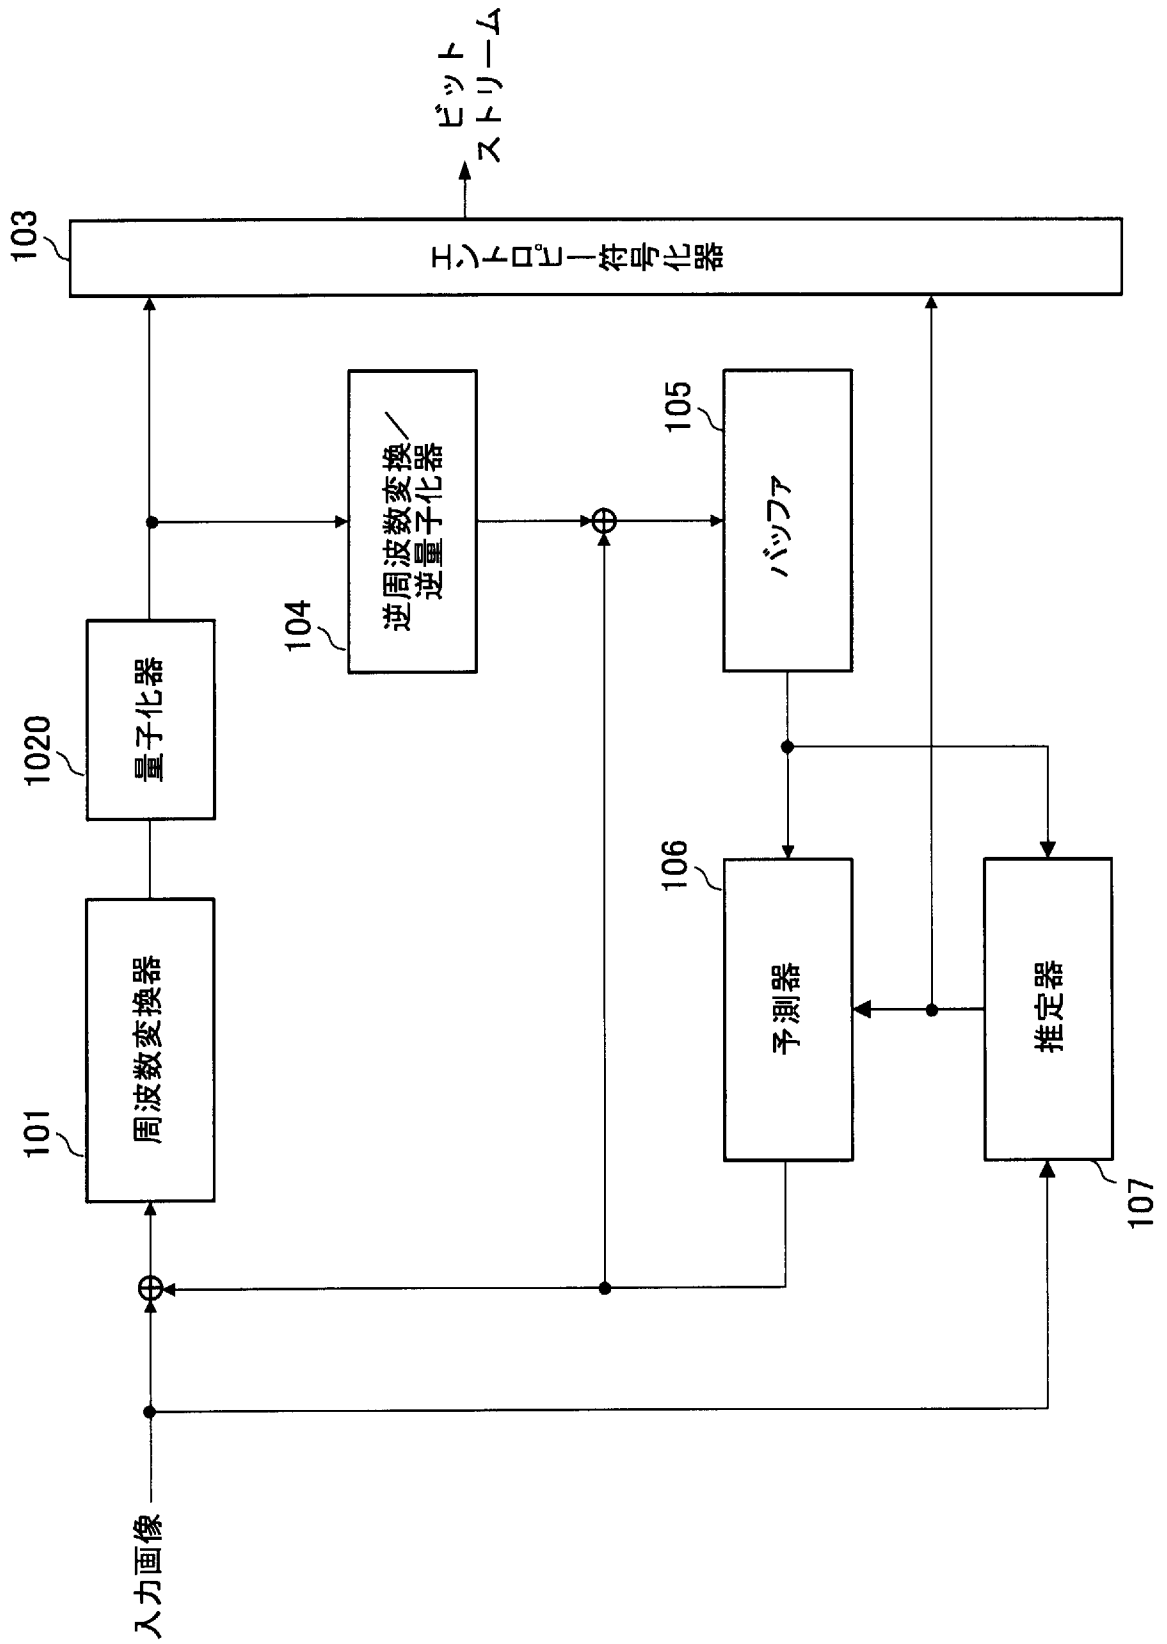 入力画像
101
周波数変換器
1020
量子化器
103
エントロピー符号化器
ビット
ストリーム
104
逆周波数変換／
逆量子化器
105
バッファ
106
予測器
107
推定器